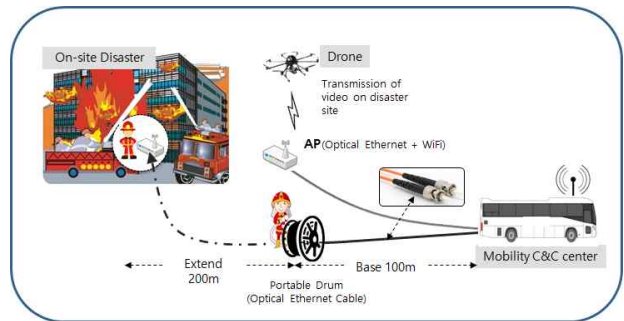 On-site Disaster
Drone
Transmission of
video on disaster
site
AP(Optical Ethernet + WiFi)
Mobility C&C center
Extend
200m
Base 100m
Portable Drum
(Optical Ethernet Cable)